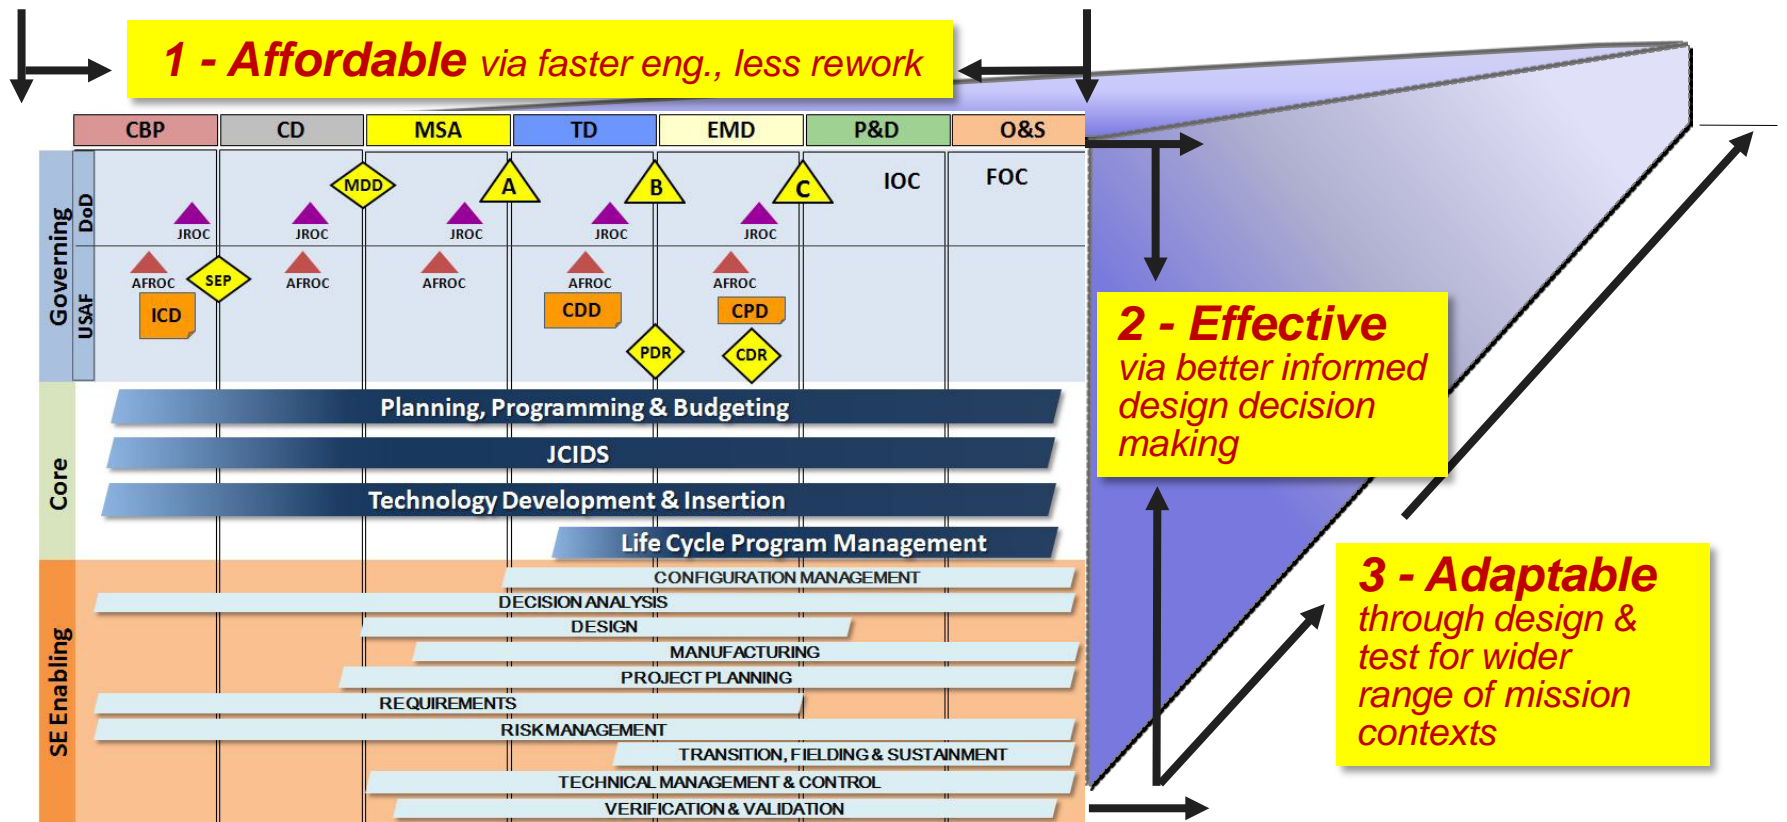 1 - Affordable via faster eng., less rework
CBP CD MSA TD EMD P&D O&S
Governing
DoD
MDD A B C IOC FOC
JROC JROC JROC JROC JROC
USAF
AFROC SEP AFROC AFROC AFROC AFROC
ICD CDD CPD
PDR CDR
2 - Effective
via better informed
design decision
making
Core
Planning, Programming & Budgeting
JCIDS
Technology Development & Insertion
Life Cycle Program Management
SE Enabling
CONFIGURATION MANAGEMENT
DECISION ANALYSIS
DESIGN
MANUFACTURING
PROJECT PLANNING
REQUIREMENTS
RISK MANAGEMENT
TRANSITION, FIELDING & SUSTAINMENT
TECHNICAL MANAGEMENT & CONTROL
VERIFICATION & VALIDATION
3 - Adaptable
through design &
test for wider
range of mission
contexts